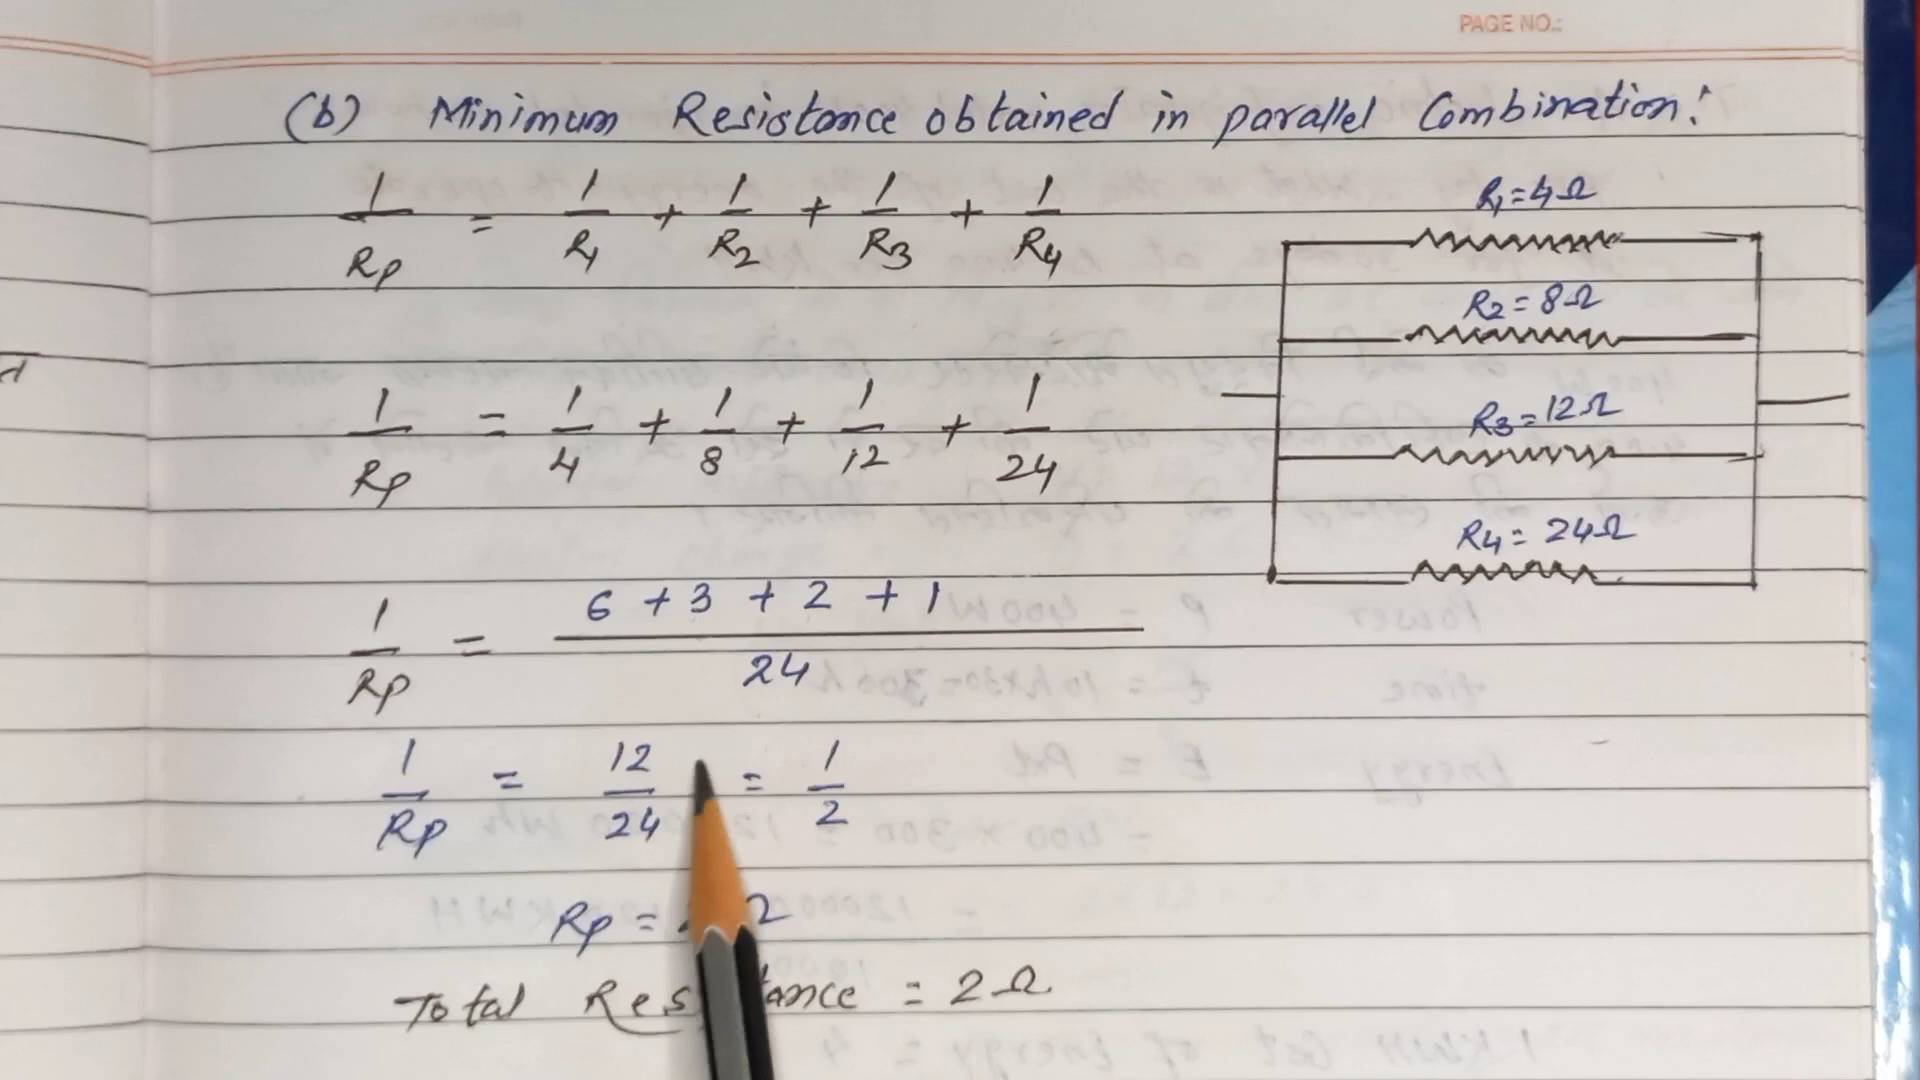 PAGE NO.:
(b) Minimum Resistance obtained in parallel Combination:
1/Rp = 1/R1 + 1/R2 + 1/R3 + 1/R4
R1=4Ω
R2=8Ω
R3=12Ω
R4=24Ω
1/Rp = 1/4 + 1/8 + 1/12 + 1/24
1/Rp = 6+3+2+1/24
1/Rp = 12/24 = 1/2
Rp = Ω
Total = 2Ω